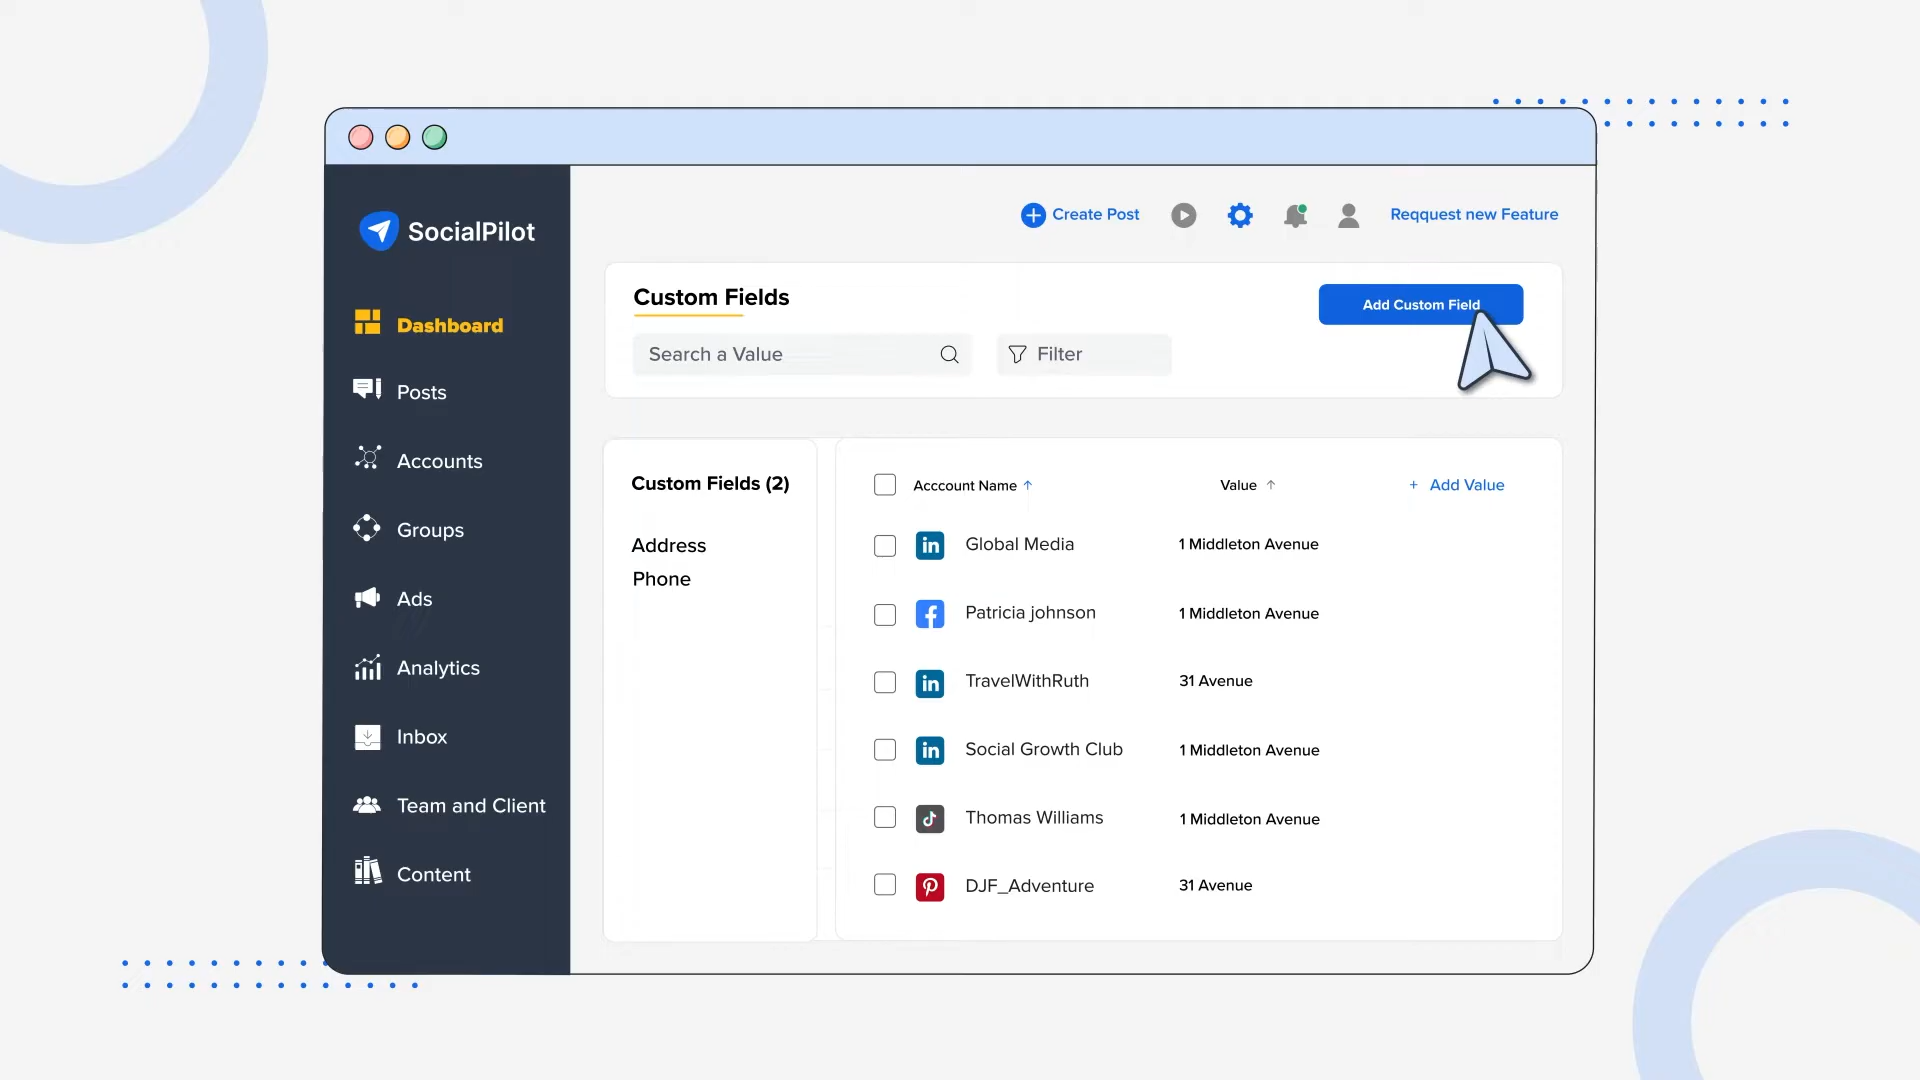 SocialPilot
Create Post
Reqquest new Feature
Custom Fields
Add Custom Field
Search a Value
Filter
Dashboard
Posts
Accounts
Groups
Ads
Analytics
Inbox
Team and Client
Content
Custom Fields (2)
Address
Phone
Acccount Name ↑ Value ↑ + Add Value
Global Media 1 Middleton Avenue
Patricia johnson 1 Middleton Avenue
TravelWithRuth 31 Avenue
Social Growth Club 1 Middleton Avenue
Thomas Williams 1 Middleton Avenue
DJF_Adventure 31 Avenue